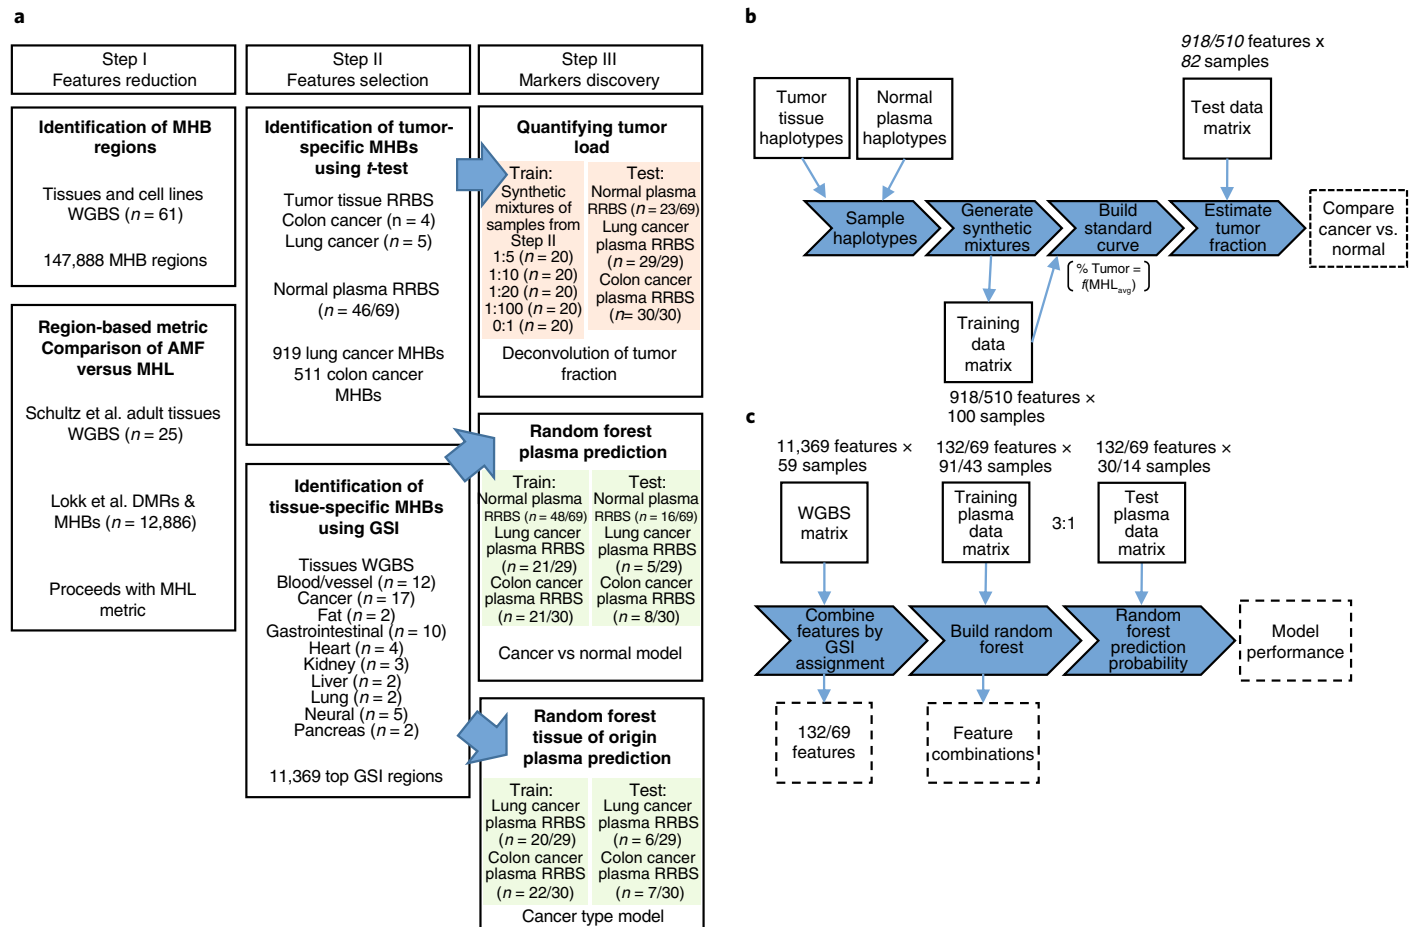 a
Step I
Features reduction
Step II
Features selection
Step III
Markers discovery
Identification of MHB
regions
Tissues and cell lines
WGBS (n = 61)
147,888 MHB regions
Region-based metric
Comparison of AMF
versus MHL
Schultz et al. adult tissues
WGBS (n = 25)
Lokk et al. DMRs &
MHBs (n = 12,886)
Proceeds with MHL
metric
Identification of tumor-
specific MHBs
using t-test
Tumor tissue RRBS
Colon cancer (n = 4)
Lung cancer (n = 5)
Normal plasma RRBS
(n = 46/69)
919 lung cancer MHBs
511 colon cancer
MHBs
Identification of
tissue-specific MHBs
using GSI
Tissues WGBS
Blood/vessel (n = 12)
Cancer (n = 17)
Fat (n = 2)
Gastrointestinal (n = 10)
Heart (n = 4)
Kidney (n = 3)
Liver (n = 2)
Lung (n = 2)
Neural (n = 5)
Pancreas (n = 2)
11,369 top GSI regions
Quantifying tumor
load
Train:
Synthetic
mixtures of
samples from
Step II
1:5 (n = 20)
1:10 (n = 20)
1:20 (n = 20)
1:100 (n = 20)
0:1 (n = 20)
Test:
Normal plasma
RRBS (n = 23/69)
Lung cancer
plasma RRBS
(n = 29/29)
Colon cancer
plasma RRBS
(n= 30/30)
Deconvolution of tumor
fraction
Random forest
plasma prediction
Train:
Normal plasma
RRBS (n = 48/69)
Lung cancer
plasma RRBS
(n = 21/29)
Colon cancer
plasma RRBS
(n = 21/30)
Test:
Normal plasma
RRBS (n = 16/69)
Lung cancer
plasma RRBS
(n = 5/29)
Colon cancer
plasma RRBS
(n = 8/30)
Cancer vs normal model
Random forest
tissue of origin
plasma prediction
Train:
Lung cancer
plasma RRBS
(n = 20/29)
Colon cancer
plasma RRBS
(n = 22/30)
Test:
Lung cancer
plasma RRBS
(n = 6/29)
Colon cancer
plasma RRBS
(n = 7/30)
Cancer type model
b
918/510 features x
82 samples
Tumor
tissue
haplotypes
Normal
plasma
haplotypes
Test data
matrix
Sample
haplotypes
Generate
synthetic
mixtures
Build
standard
curve
Estimate
tumor
fraction
Compare
cancer vs.
normal
% Tumor =
f(MHLavg)
Training
data
matrix
918/510 features ×
100 samples
c
11,369 features ×
59 samples
132/69 features ×
91/43 samples
132/69 features ×
30/14 samples
WGBS
matrix
Training
plasma
data
matrix
3:1
Test
plasma
data
matrix
Combine
features by
GSI
assignment
Build random
forest
Random
forest
prediction
probability
Model
performance
132/69
features
Feature
combinations